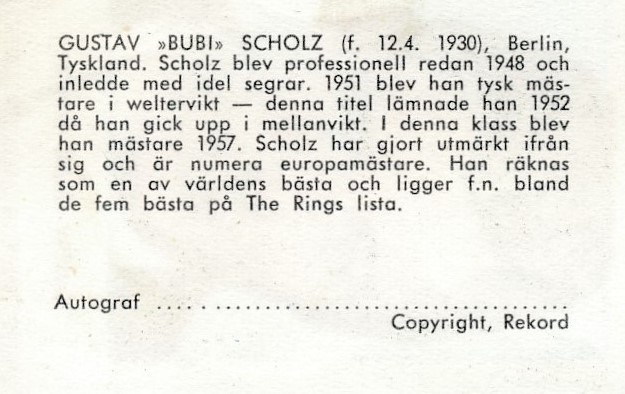 GUSTAV »BUBI» SCHOLZ (f. 12.4. 1930), Berlin,
Tyskland. Scholz blev professionell redan 1948 och
inledde med idel segrar. 1951 blev han tysk mäs-
tare i weltervikt — denna titel lämnade han 1952
då han gick upp i mellanvikt. I denna klass blev
han mästare 1957. Scholz har gjort utmärkt ifrån
sig och är numera europamästare. Han räknas
som en av världens bästa och ligger f.n. bland
de fem bästa på The Rings lista.
Autograf ........................................
Copyright, Rekord